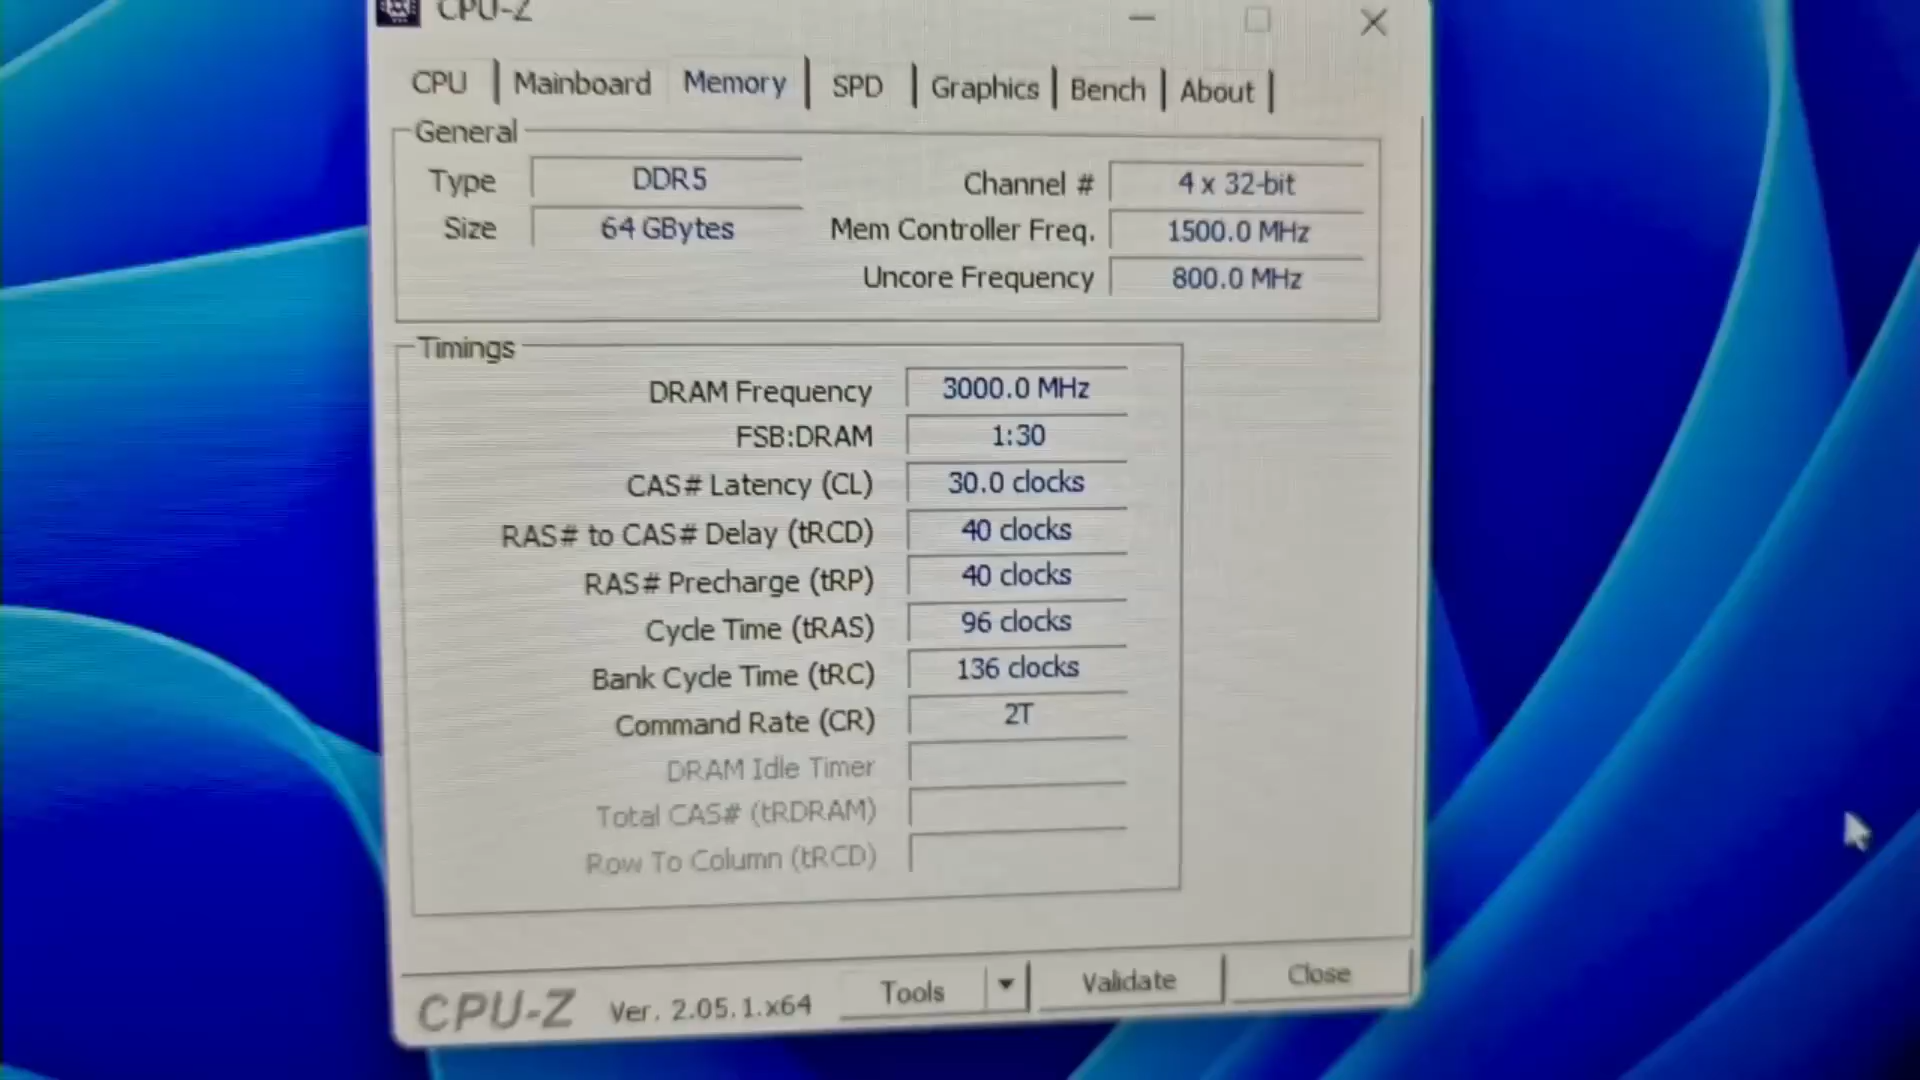 CPU-Z
CPU Mainboard Memory SPD Graphics Bench About
General
Type DDR5 Channel # 4 x 32-bit
Size 64 GBytes Mem Controller Freq. 1500.0 MHz
Uncore Frequency 800.0 MHz
Timings
DRAM Frequency 3000.0 MHz
FSB:DRAM 1:30
CAS# Latency (CL) 30.0 clocks
RAS# to CAS# Delay (tRCD) 40 clocks
RAS# Precharge (tRP) 40 clocks
Cycle Time (tRAS) 96 clocks
Bank Cycle Time (tRC) 136 clocks
Command Rate (CR) 2T
DRAM Idle Timer
Total CAS# (tRDRAM)
Row To Column (tRCD)
CPU-Z Ver. 2.05.1.x64 Tools Validate Close